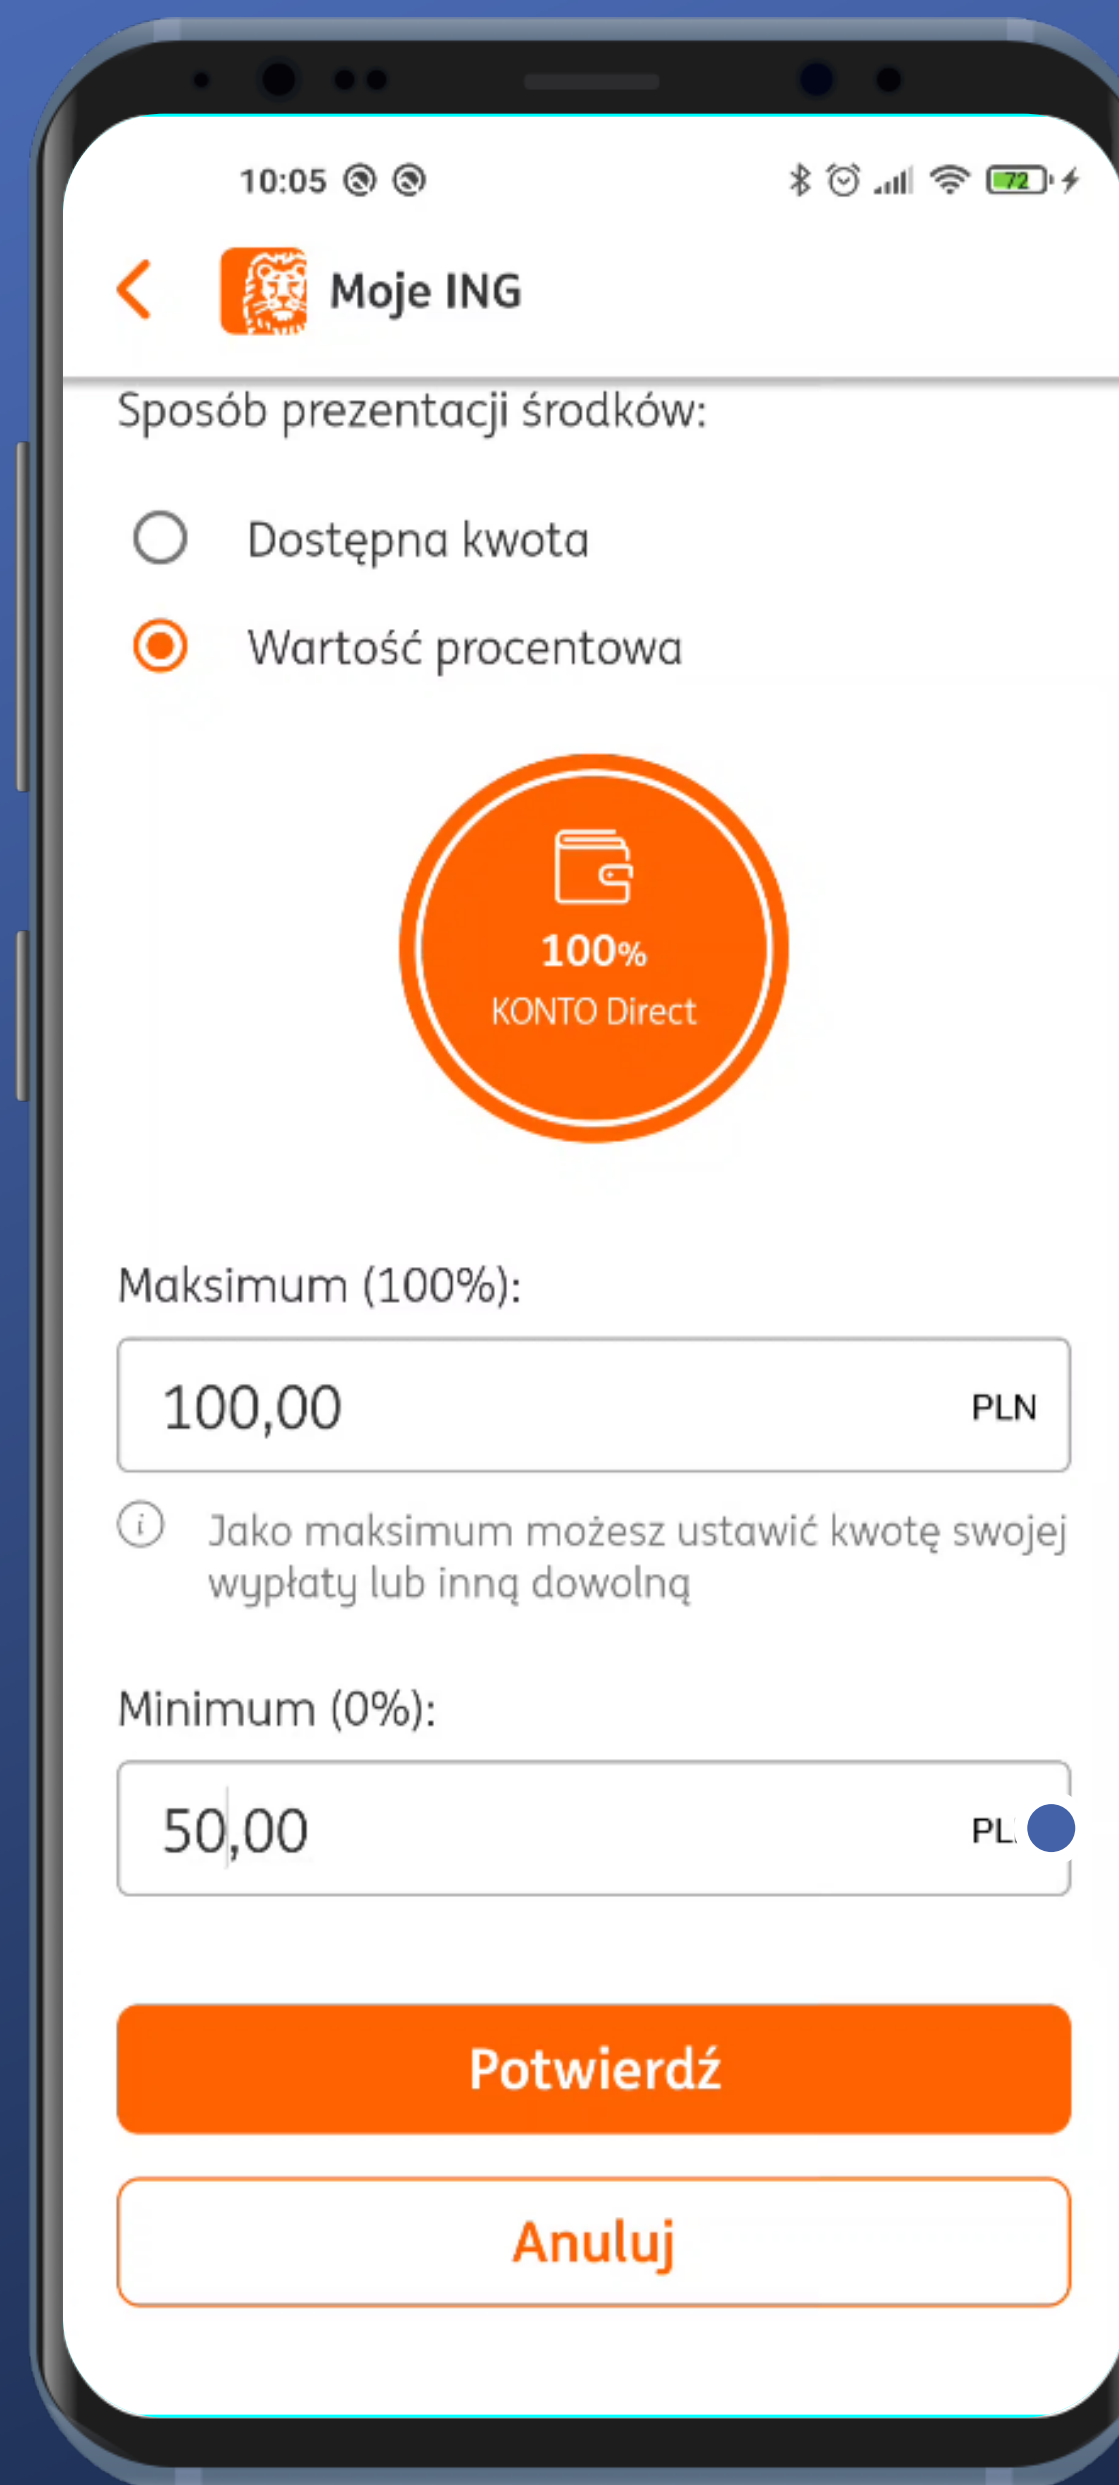 10:05
72
Moje ING
Sposób prezentacji środków:
Dostępna kwota
Wartość procentowa
100%
KONTO Direct
Maksimum (100%):
100,00 PLN
Jako maksimum możesz ustawić kwotę swojej
wypłaty lub inną dowolną
Minimum (0%):
50,00
Potwierdź
Anuluj